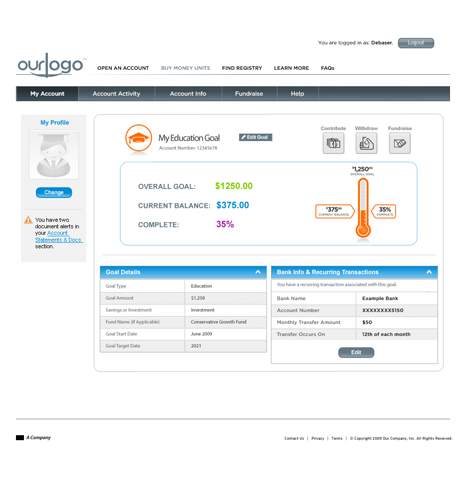 You are logged in as: Debaser. Logout
ourlogo
OPEN AN ACCOUNT BUY MONEY UNITS FIND REGISTRY LEARN MORE FAQs
My Account Account Activity Account Info Fundraise Help
My Profile
Change
You have two
document alerts in
your Account
Statements & Docs
section.
My Education Goal
Edit Goal
Account Number: 12345678
Contribute Withdraw Fundraise
OVERALL GOAL: $1250.00
CURRENT BALANCE: $375.00
COMPLETE: 35%
$1,250.00
OVERALL GOAL
$375.00
CURRENT BALANCE
35%
COMPLETE
Goal Details
Goal Type Education
Goal Amount $1,250
Savings or Investment Investment
Fund Name (if Applicable) Conservative Growth Fund
Goal Start Date June 2009
Goal Target Date 2021
Bank Info & Recurring Transactions
You have a recurring transaction associated with this goal
Bank Name Example Bank
Account Number XXXXXXXX5150
Monthly Transfer Amount $50
Transfer Occurs On 12th of each month
Edit
A Company
Contact Us | Privacy | Terms | © Copyright 2009 Our Company, Inc. All Rights Reserved.